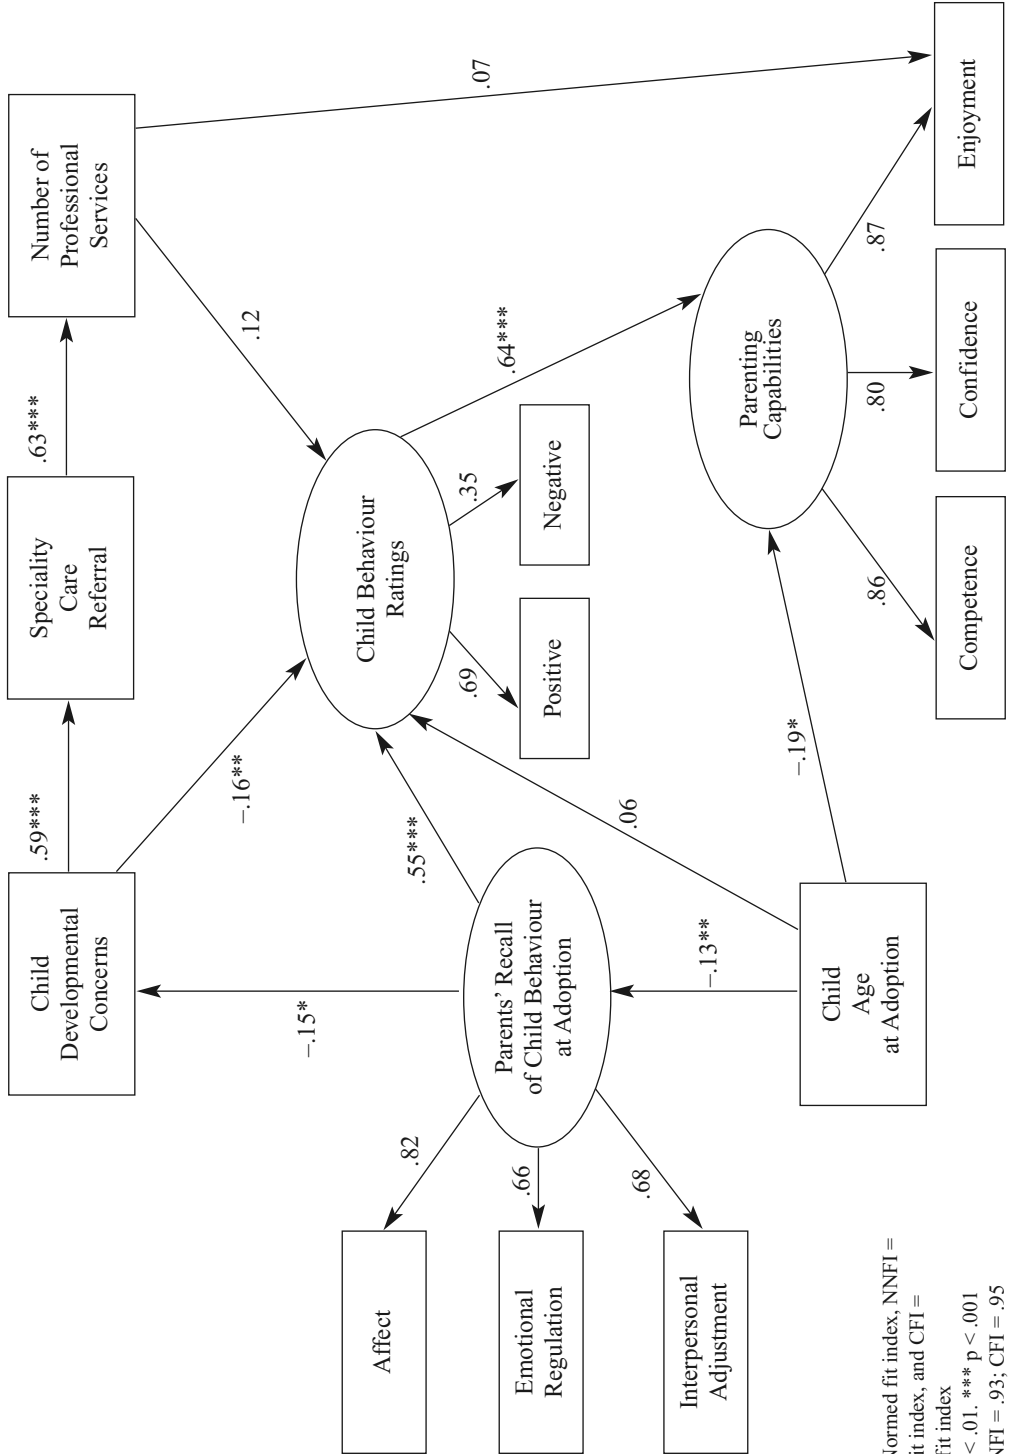 Child
Developmental
Concerns
.59***
Speciality
Care
Referral
.63***
Number of
Professional
Services
–.15*
–.16**
.12
.07
Affect
.82
Emotional
Regulation
.66
Interpersonal
Adjustment
.68
Parents’ Recall
of Child Behaviour
at Adoption
.55***
Child Behaviour
Ratings
.69
.35
Positive
Negative
.64***
–.13**
.06
Child
Age
at Adoption
–.19*
Parenting
Capabilities
.86
.80
.87
Competence
Confidence
Enjoyment
Normed fit index, NNFI =
fit index, and CFI =
fit index
< .01. *** p < .001
NFI = .93; CFI = .95